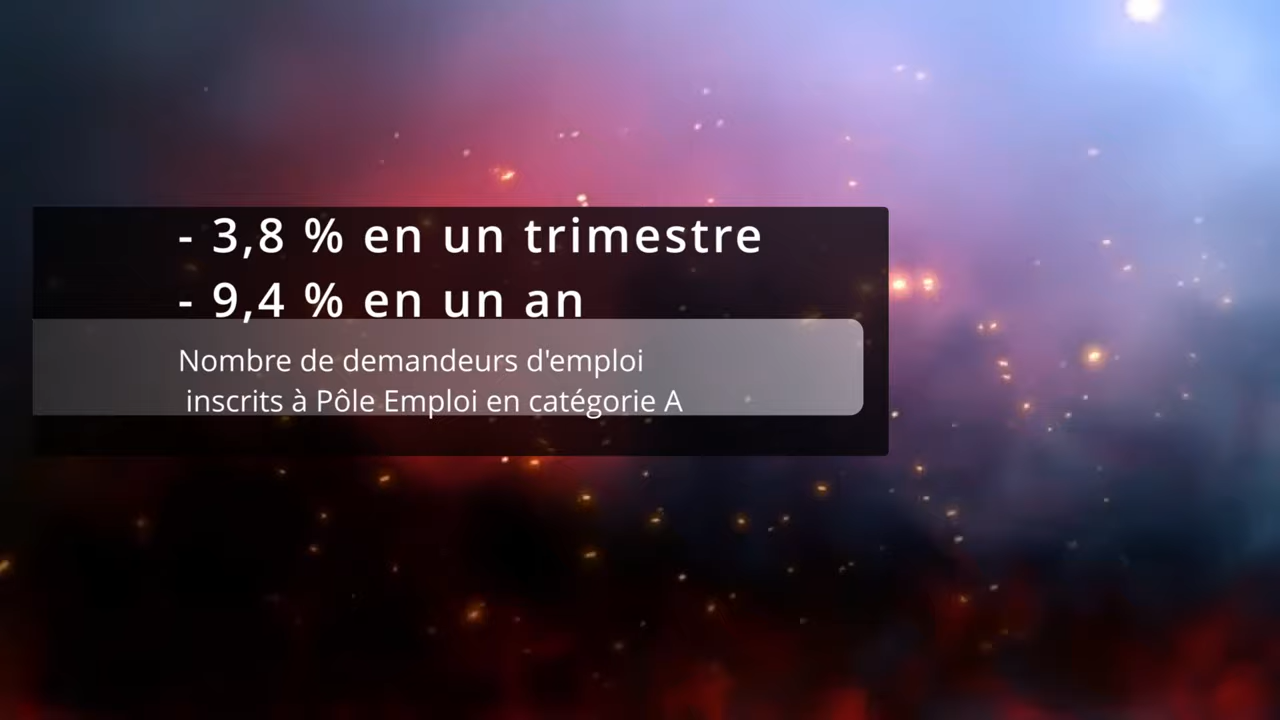 - 3,8 % en un trimestre
- 9,4 % en un an
Nombre de demandeurs d'emploi
inscrits à Pôle Emploi en catégorie A